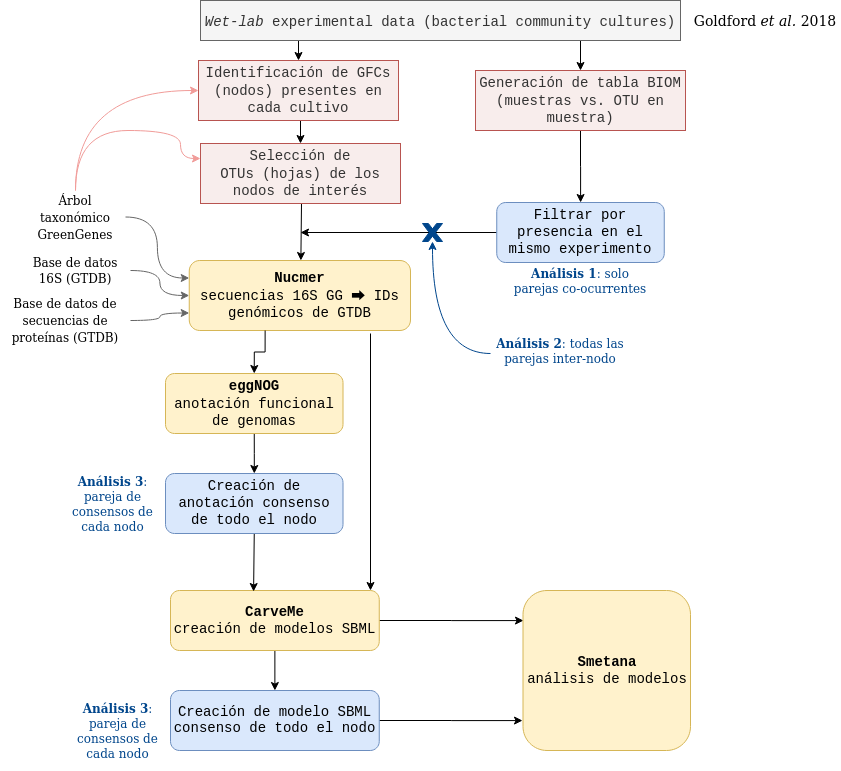 Wet-lab experimental data (bacterial community cultures)
Goldford et al. 2018
Identificación de GFCs
(nodos) presentes en
cada cultivo
Generación de tabla BIOM
(muestras vs. OTU en
muestra)
Selección de
OTUs (hojas) de los
nodos de interés
Árbol
taxonómico
GreenGenes
Base de datos
16S (GTDB)
Base de datos de
secuencias de
proteínas (GTDB)
Filtrar por
presencia en el
mismo experimento
X
Análisis 1: solo
parejas co-ocurrentes
Nucmer
secuencias 16S GG ➡ IDs
genómicos de GTDB
Análisis 2: todas las
parejas inter-nodo
eggNOG
anotación funcional
de genomas
Análisis 3:
pareja de
consensos de
cada nodo
Creación de
anotación consenso
de todo el nodo
CarveMe
creación de modelos SBML
Smetana
análisis de modelos
Análisis 3:
pareja de
consensos de
cada nodo
Creación de modelo SBML
consenso de todo el nodo